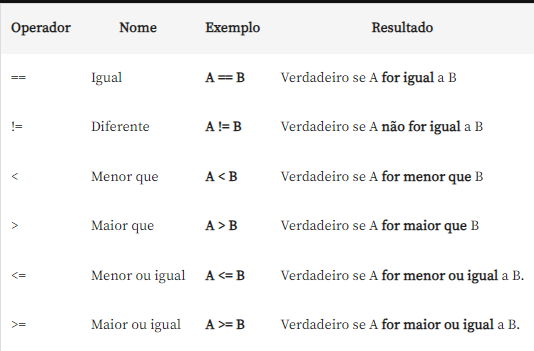 Operador Nome Exemplo Resultado
== Igual A == B Verdadeiro se A for igual a B
!= Diferente A != B Verdadeiro se A não for igual a B
< Menor que A < B Verdadeiro se A for menor que B
> Maior que A > B Verdadeiro se A for maior que B
<= Menor ou igual A <= B Verdadeiro se A for menor ou igual a B.
>= Maior ou igual A >= B Verdadeiro se A for maior ou igual a B.